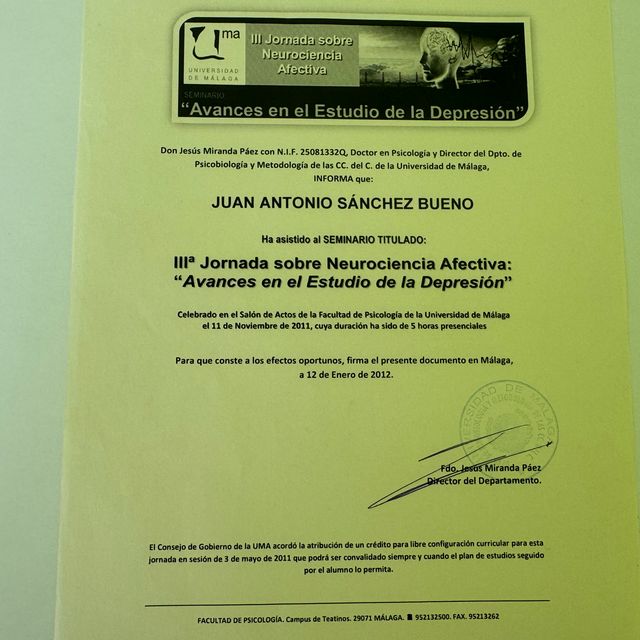 uma
UNIVERSIDAD
DE MÁLAGA
III Jornada sobre
Neurociencia
Afectiva
SEMINARIO
“Avances en el Estudio de la Depresión”
Don Jesús Miranda Páez con N.I.F. 25081332Q, Doctor en Psicología y Director del Dpto. de
Psicobiología y Metodología de las CC. del C. de la Universidad de Málaga,
INFORMA que:
JUAN ANTONIO SÁNCHEZ BUENO
Ha asistido al SEMINARIO TITULADO:
IIIª Jornada sobre Neurociencia Afectiva:
“Avances en el Estudio de la Depresión”
Celebrado en el Salón de Actos de la Facultad de Psicología de la Universidad de Málaga
el 11 de Noviembre de 2011, cuya duración ha sido de 5 horas presenciales
Para que conste a los efectos oportunos, firma el presente documento en Málaga,
a 12 de Enero de 2012.
UNIVERSIDAD DE MÁLAGA
Fdo. Jesús Miranda Páez
Director del Departamento.
El Consejo de Gobierno de la UMA acordó la atribución de un crédito para libre configuración curricular para esta
jornada en sesión de 3 de mayo de 2011 que podrá ser convalidado siempre y cuando el plan de estudios seguido
por el alumno lo permita.
FACULTAD DE PSICOLOGÍA. Campus de Teatinos. 29071 MÁLAGA. 952132500. FAX. 95213262